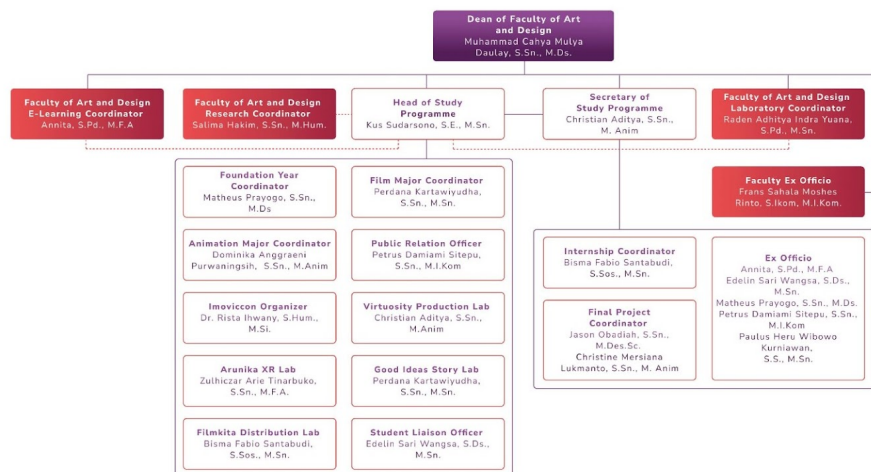 Dean of Faculty of Art
and Design
Muhammad Cahya Mulya
Daulay, S.Sn., M.Ds.
Faculty of Art and Design
E-Learning Coordinator
Annita, S.Pd., M.F.A
Faculty of Art and Design
Research Coordinator
Salima Hakim, S.Sn., M.Hum.
Head of Study
Programme
Kus Sudarsono, S.E., M.Sn.
Secretary of
Study Programme
Christian Aditya, S.Sn.,
M. Anim
Faculty of Art and Design
Laboratory Coordinator
Raden Adhitya Indra Yuana,
S.Pd., M.Sn.
Faculty Ex Officio
Frans Sahala Moshes
Rinto, S.Ikom, M.I.Kom.
Foundation Year
Coordinator
Matheus Prayogo, S.Sn.,
M.Ds
Film Major Coordinator
Perdana Kartawiyudha,
S.Sn., M.Sn.
Animation Major Coordinator
Dominika Anggraeni
Purwaningsih, S.Sn., M.Anim
Public Relation Officer
Petrus Damiami Sitepu,
S.Sn., M.I.Kom
Imoviccon Organizer
Dr. Rista Ihwany, S.Hum.,
M.Si.
Virtuosity Production Lab
Christian Aditya, S.Sn.,
M.Anim
Arunika XR Lab
Zulhiczar Arie Tinarbuko,
S.Sn., M.F.A.
Good Ideas Story Lab
Perdana Kartawiyudha,
S.Sn., M.Sn.
Filmkita Distribution Lab
Bisma Fabio Santabudi,
S.Sos., M.Sn.
Student Liaison Officer
Edelin Sari Wangsa, S.Ds.,
M.Sn.
Internship Coordinator
Bisma Fabio Santabudi,
S.Sos., M.Sn.
Final Project
Coordinator
Jason Obadiah, S.Sn.,
M.Des.Sc.
Christine Mersiana
Lukmanto, S.Sn., M. Anim
Ex Officio
Annita, S.Pd., M.F.A
Edelin Sari Wangsa, S.Ds.,
M.Sn.
Matheus Prayogo, S.Sn., M.Ds.
Petrus Damiami Sitepu, S.Sn.,
M.I.Kom
Paulus Heru Wibowo
Kurniawan,
S.S., M.Sn.